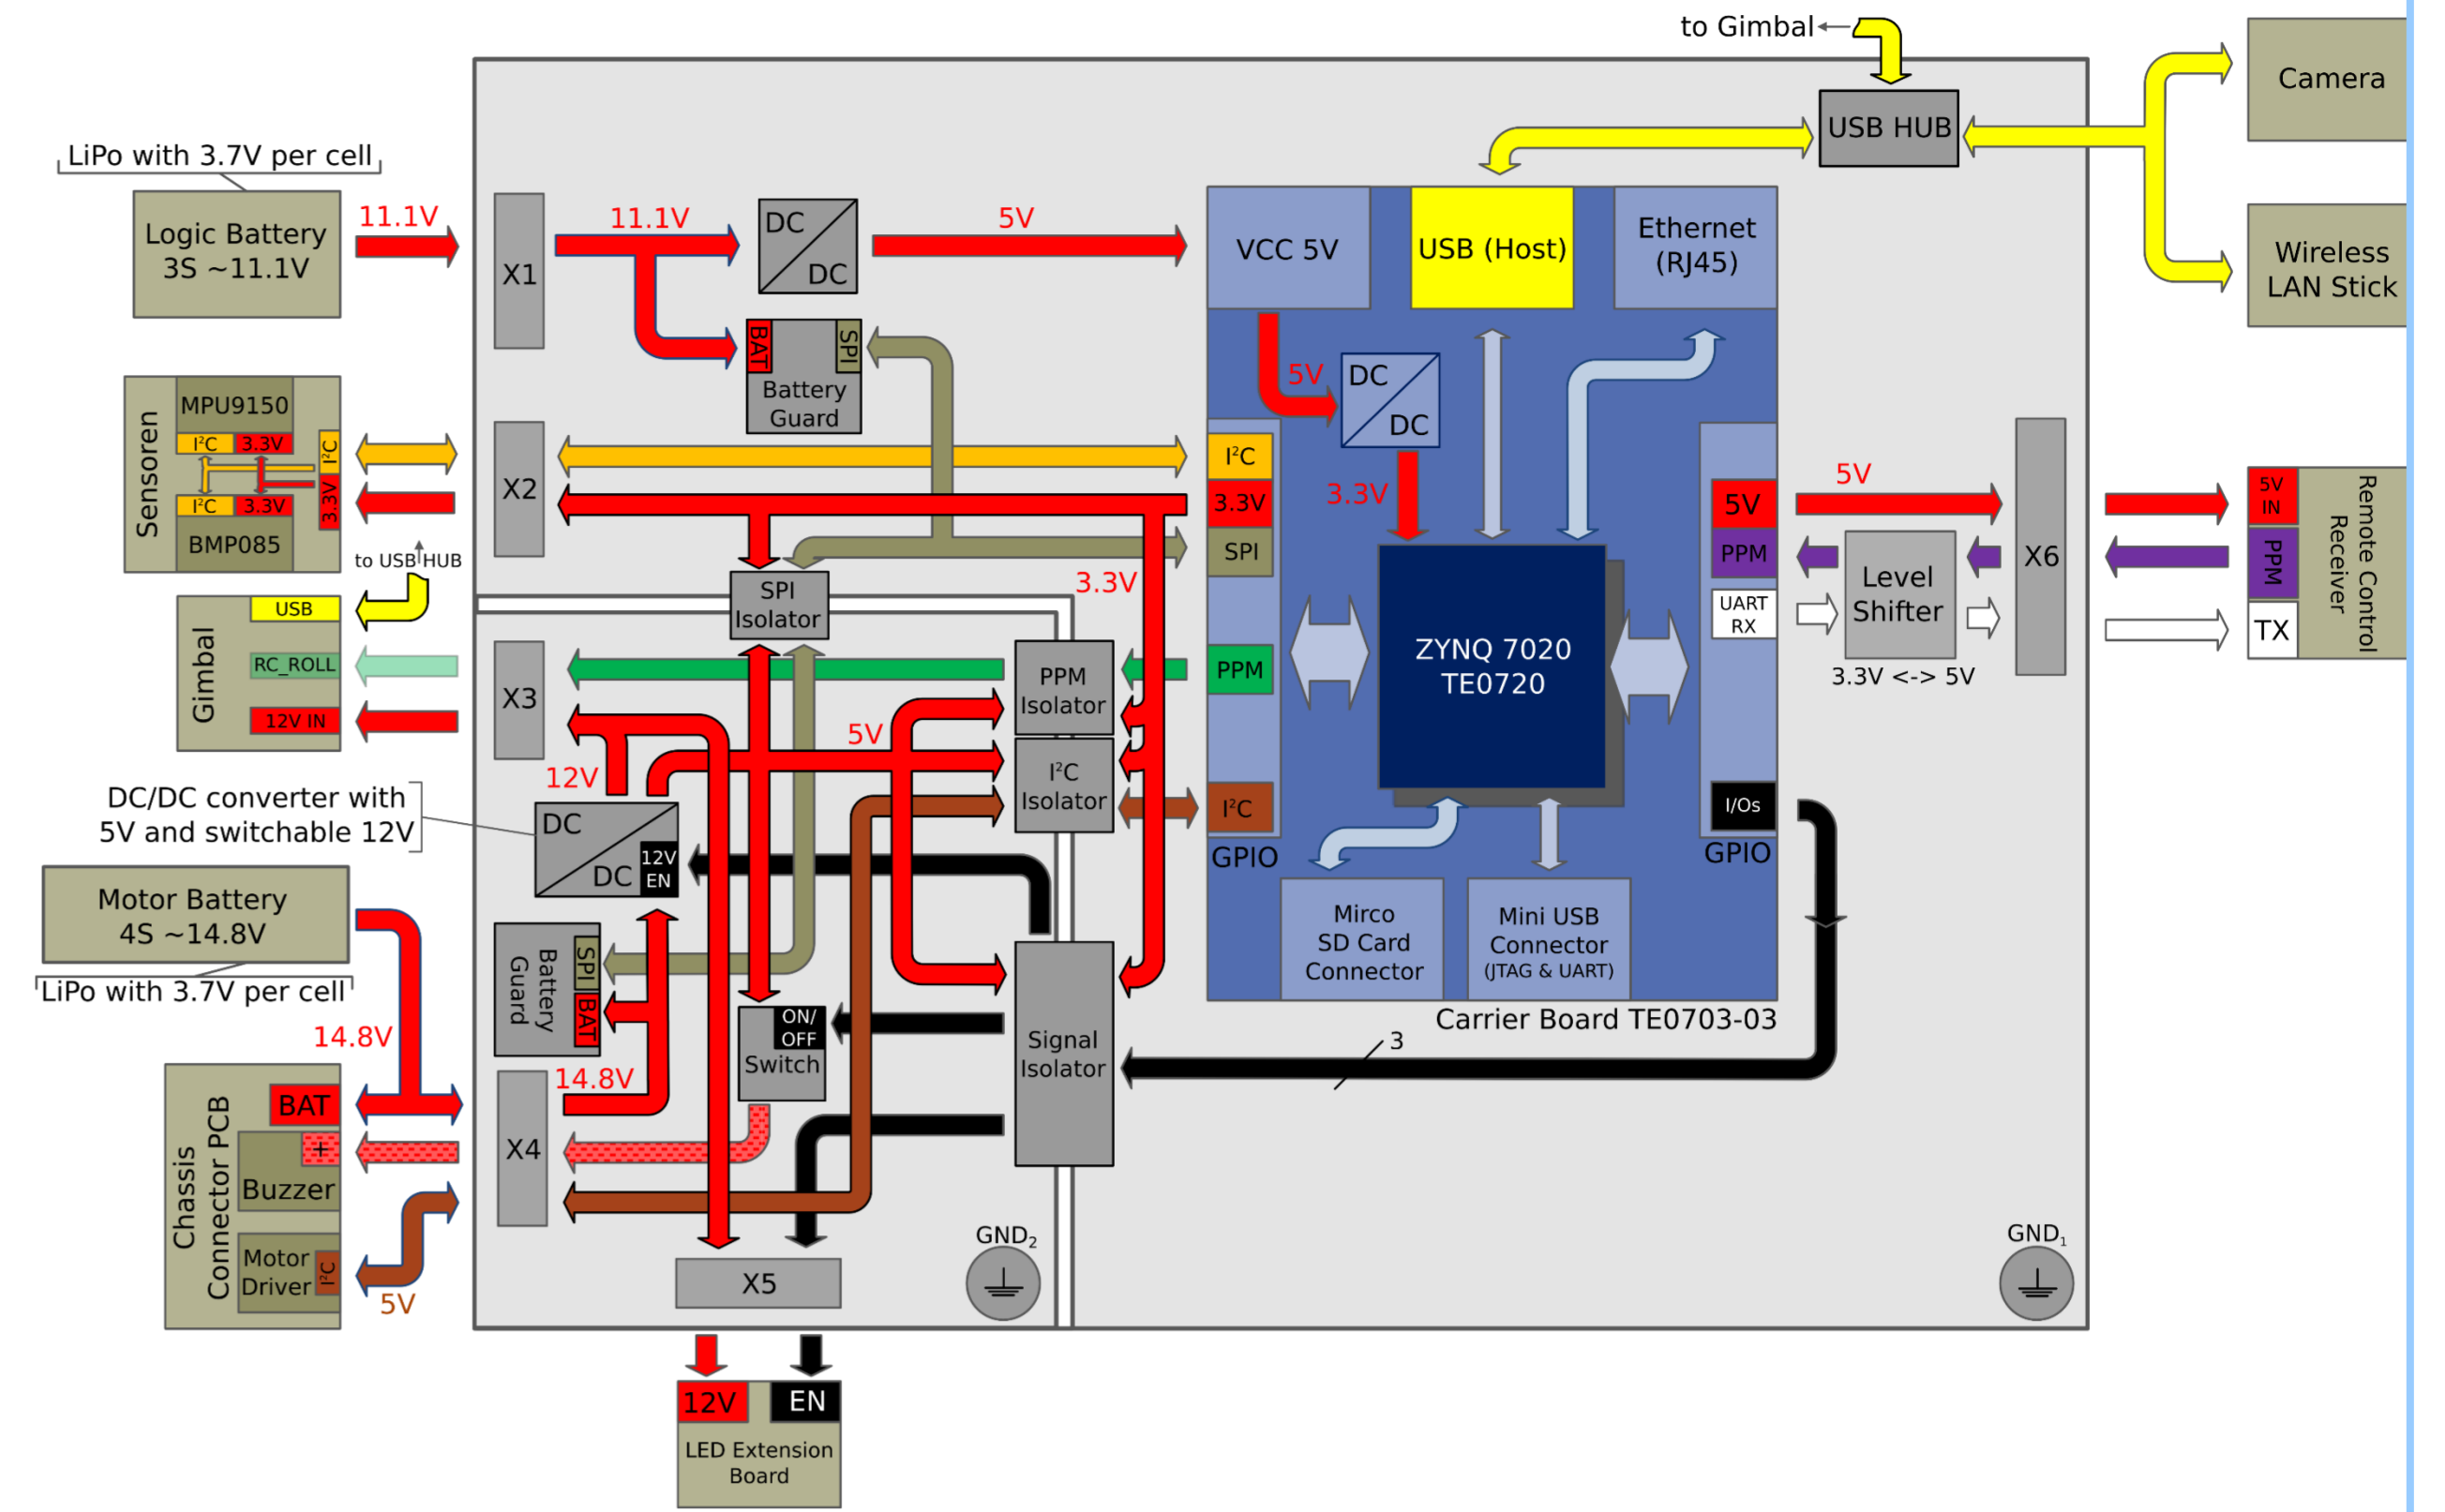 to Gimbal
Camera
USB HUB
LiPo with 3.7V per cell
Logic Battery
3S ~11.1V
11.1V
X1
11.1V
DC
DC
5V
VCC 5V
USB (Host)
Ethernet
(RJ45)
Wireless
LAN Stick
BAT
SPI
Battery
Guard
5V
DC
DC
3.3V
Sensoren
MPU9150
I²C
3.3V
I²C
3.3V
I²C
3.3V
BMP085
X2
I²C
3.3V
SPI
5V
PPM
UART
RX
5V
Level
Shifter
3.3V <-> 5V
X6
5V
IN
PPM
TX
Remote Control
Receiver
to USB HUB
SPI
Isolator
3.3V
Gimbal
USB
RC_ROLL
12V IN
X3
PPM
Isolator
PPM
ZYNQ 7020
TE0720
5V
12V
I²C
Isolator
I²C
GPIO
I/Os
GPIO
DC/DC converter with
5V and switchable 12V
DC
DC
12V
EN
Motor Battery
4S ~14.8V
LiPo with 3.7V per cell
14.8V
Battery
Guard
SPI
BAT
Mirco
SD Card
Connector
Mini USB
Connector
(JTAG & UART)
Carrier Board TE0703-03
ON/
OFF
Switch
Signal
Isolator
3
14.8V
X4
Chassis
Connector PCB
BAT
+
Buzzer
Motor
Driver
I²C
5V
X5
GND₂
GND₁
12V
EN
LED Extension
Board